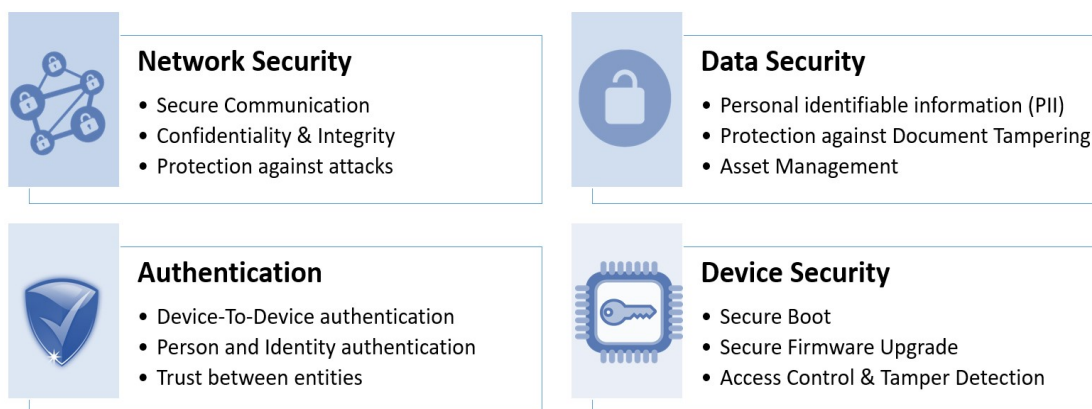 Network Security
• Secure Communication
• Confidentiality & Integrity
• Protection against attacks
Data Security
• Personal identifiable information (PII)
• Protection against Document Tampering
• Asset Management
Authentication
• Device-To-Device authentication
• Person and Identity authentication
• Trust between entities
Device Security
• Secure Boot
• Secure Firmware Upgrade
• Access Control & Tamper Detection